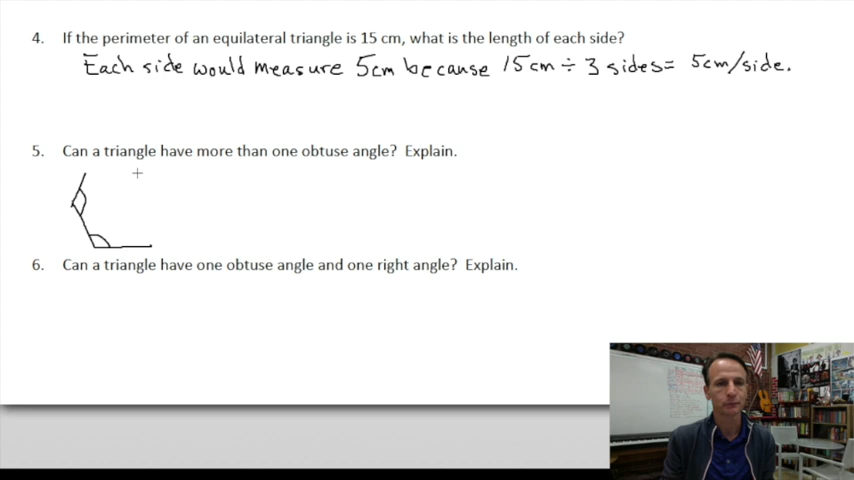 4. If the perimeter of an equilateral triangle is 15 cm, what is the length of each side?
Each side would measure 5cm because 15cm ÷ 3 sides= 5cm/side.
5. Can a triangle have more than one obtuse angle? Explain.
6. Can a triangle have one obtuse angle and one right angle? Explain.